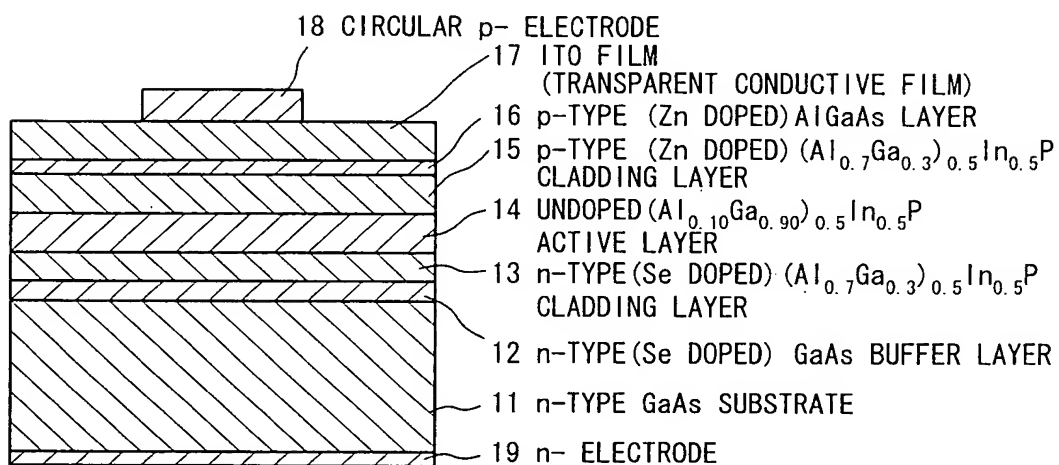 18 CIRCULAR p- ELECTRODE
17 ITO FILM
(TRANSPARENT CONDUCTIVE FILM)
16 p-TYPE (Zn DOPED) AlGaAs LAYER
15 p-TYPE (Zn DOPED) (Al0.7Ga0.3)0.5In0.5P
CLADDING LAYER
14 UNDOPED(Al0.10Ga0.90)0.5In0.5P
ACTIVE LAYER
13 n-TYPE(Se DOPED) (Al0.7Ga0.3)0.5In0.5P
CLADDING LAYER
12 n-TYPE(Se DOPED) GaAs BUFFER LAYER
11 n-TYPE GaAs SUBSTRATE
19 n- ELECTRODE